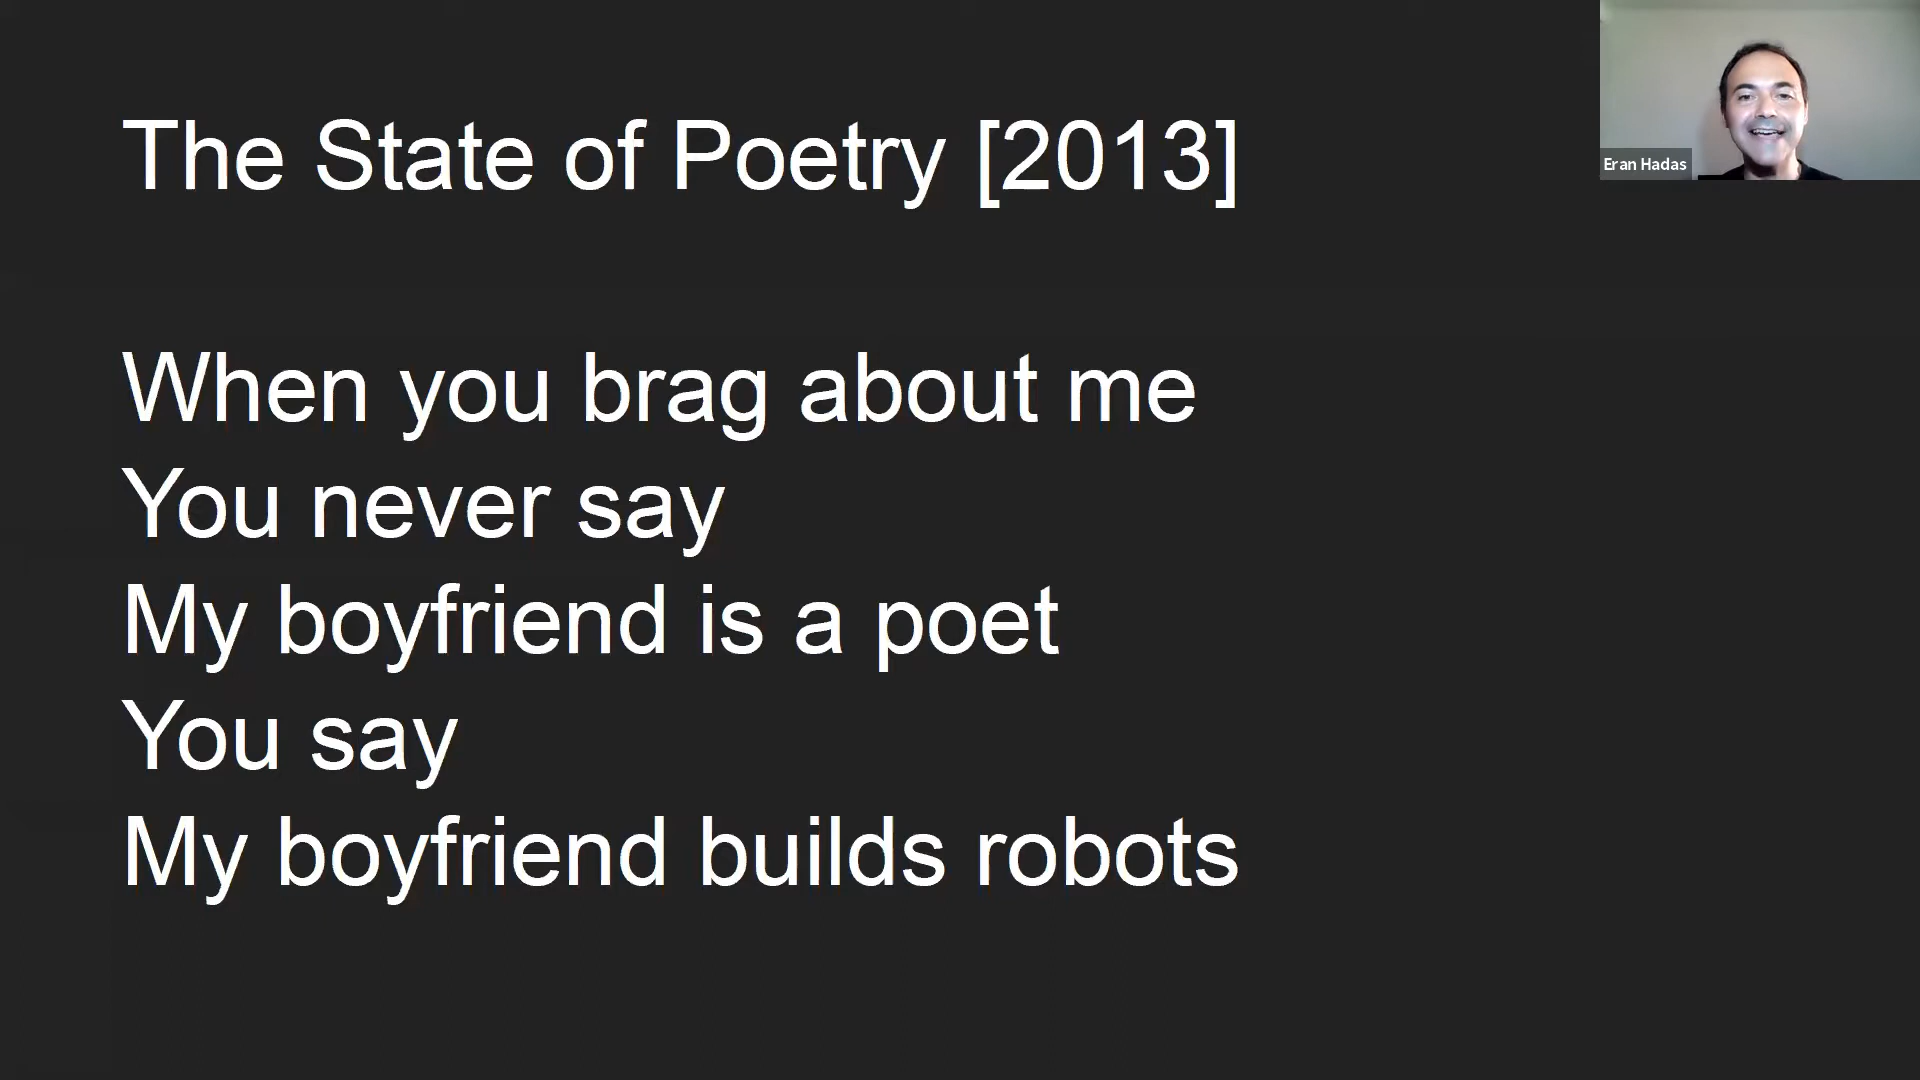 The State of Poetry [2013]
When you brag about me
You never say
My boyfriend is a poet
You say
My boyfriend builds robots
Eran Hadas